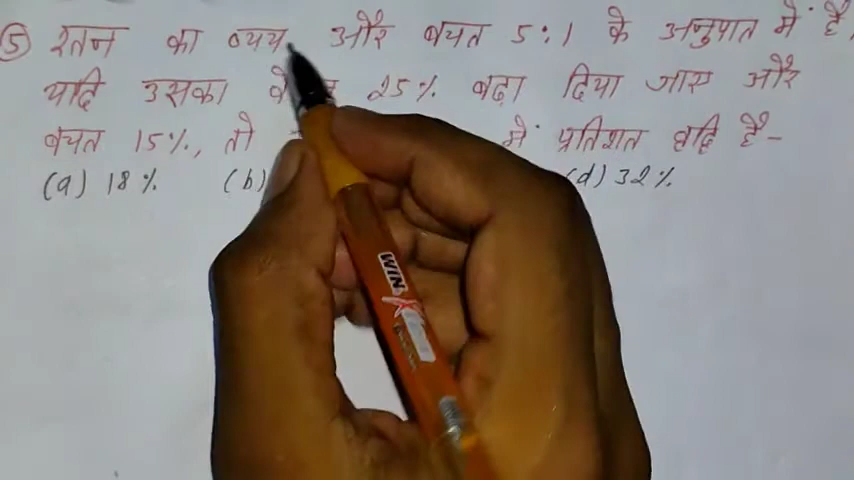 ⑤ रतन का व्यय और बचत 5:1 के अनुपात में है,
यदि उसका 25% बढ़ा दिया जाए और
बचत 15%, तो में प्रतिशत वृद्धि है-
(a) 18% (b) (d) 32%
WIN